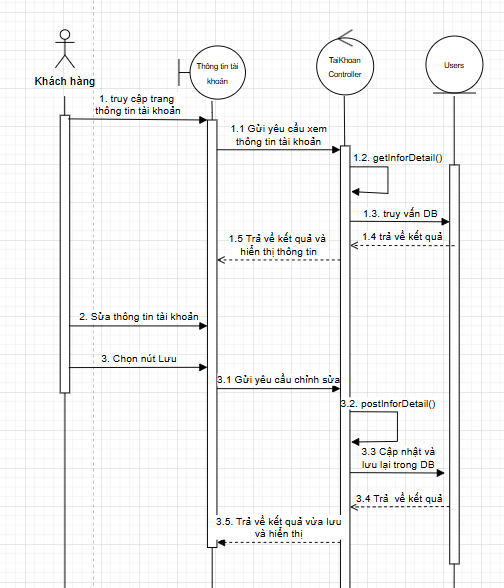 Khách hàng
Thông tin tài
khoản
TaiKhoan
Controller
Users
1. truy cập trang
thông tin tài khoản
1.1 Gửi yêu cầu xem
thông tin tài khoản
1.2. getInforDetail()
1.3. truy vấn DB
1.4 trả về kết quả
1.5 Trả về kết quả và
hiển thị thông tin
2. Sửa thông tin tài khoản
3. Chọn nút Lưu
3.1 Gửi yêu cầu chỉnh sửa
3.2. postInforDetail()
3.3 Cập nhật và
lưu lại trong DB
3.4 Trả về kết quả
3.5. Trả về kết quả vừa lưu
và hiển thị